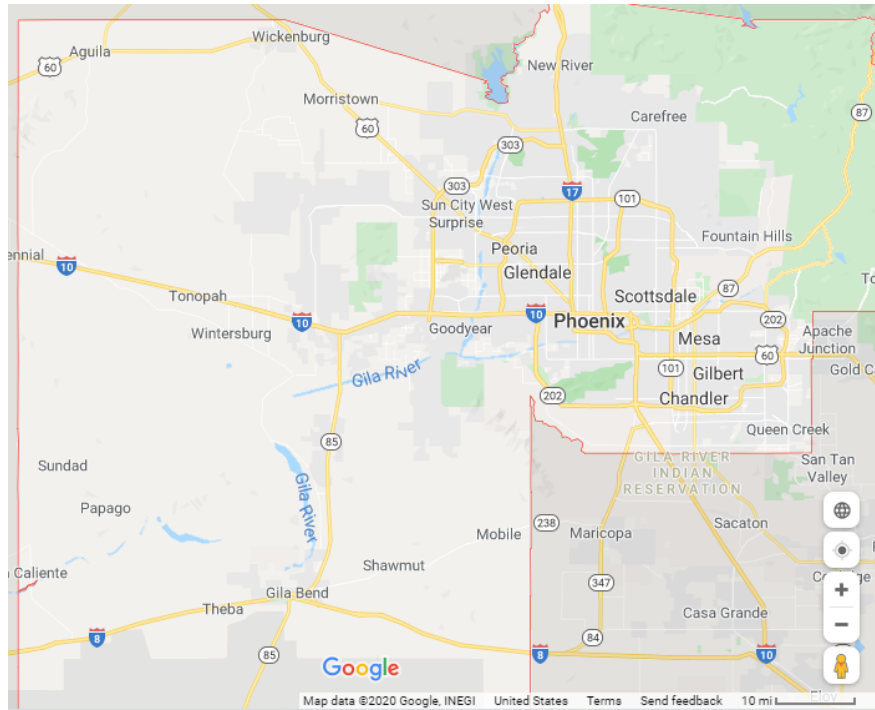 Wickenburg
Aguila
60
New River
Morristown
87
Carefree
60
303
303
17
101
Sun City West
Surprise
Fountain Hills
Peoria
10
Glendale
87
Tonopah
Scottsdale
10
10
Phoenix
202
Wintersburg
Goodyear
Mesa
Apache
Junction
60
Gila River
101
Gilbert
202
Chandler
Queen Creek
85
GILA RIVER
INDIAN
RESERVATION
San Tan
Valley
Sundad
Gila River
Papago
238
Sacaton
Mobile
Maricopa
Caliente
Shawmut
347
Gila Bend
Theba
Casa Grande
8
84
85
8
10
Google
Map data ©2020 Google, INEGI United States Terms Send feedback 10 mi
Eloy